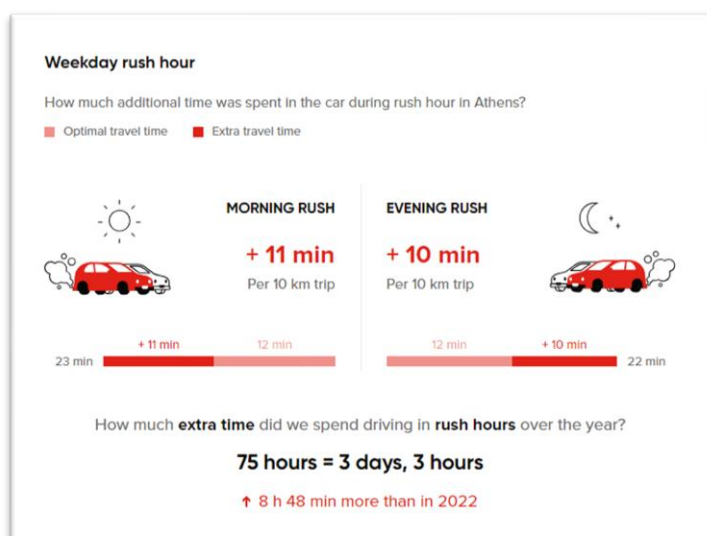 Weekday rush hour
How much additional time was spent in the car during rush hour in Athens?
Optimal travel time Extra travel time
MORNING RUSH
+ 11 min
Per 10 km trip
+ 11 min 12 min
23 min
EVENING RUSH
+ 10 min
Per 10 km trip
12 min + 10 min
22 min
How much extra time did we spend driving in rush hours over the year?
75 hours = 3 days, 3 hours
↑ 8 h 48 min more than in 2022